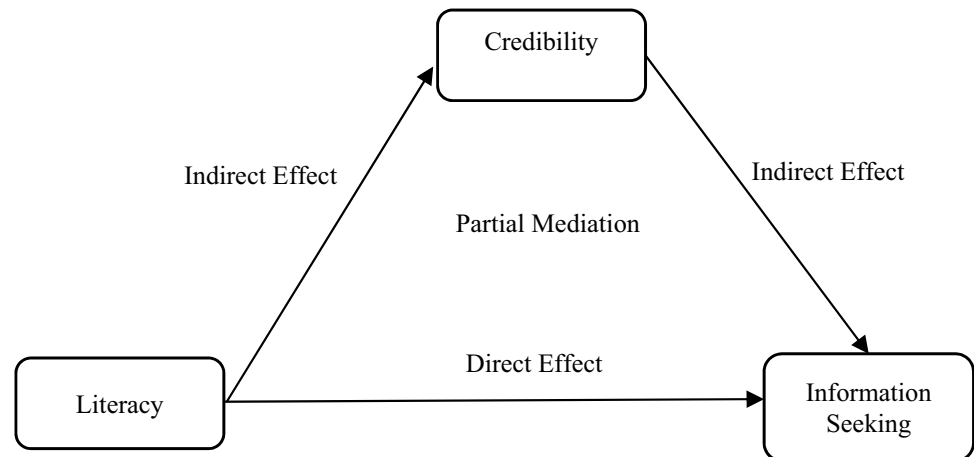 Credibility
Indirect Effect
Indirect Effect
Partial Mediation
Direct Effect
Literacy
Information
Seeking